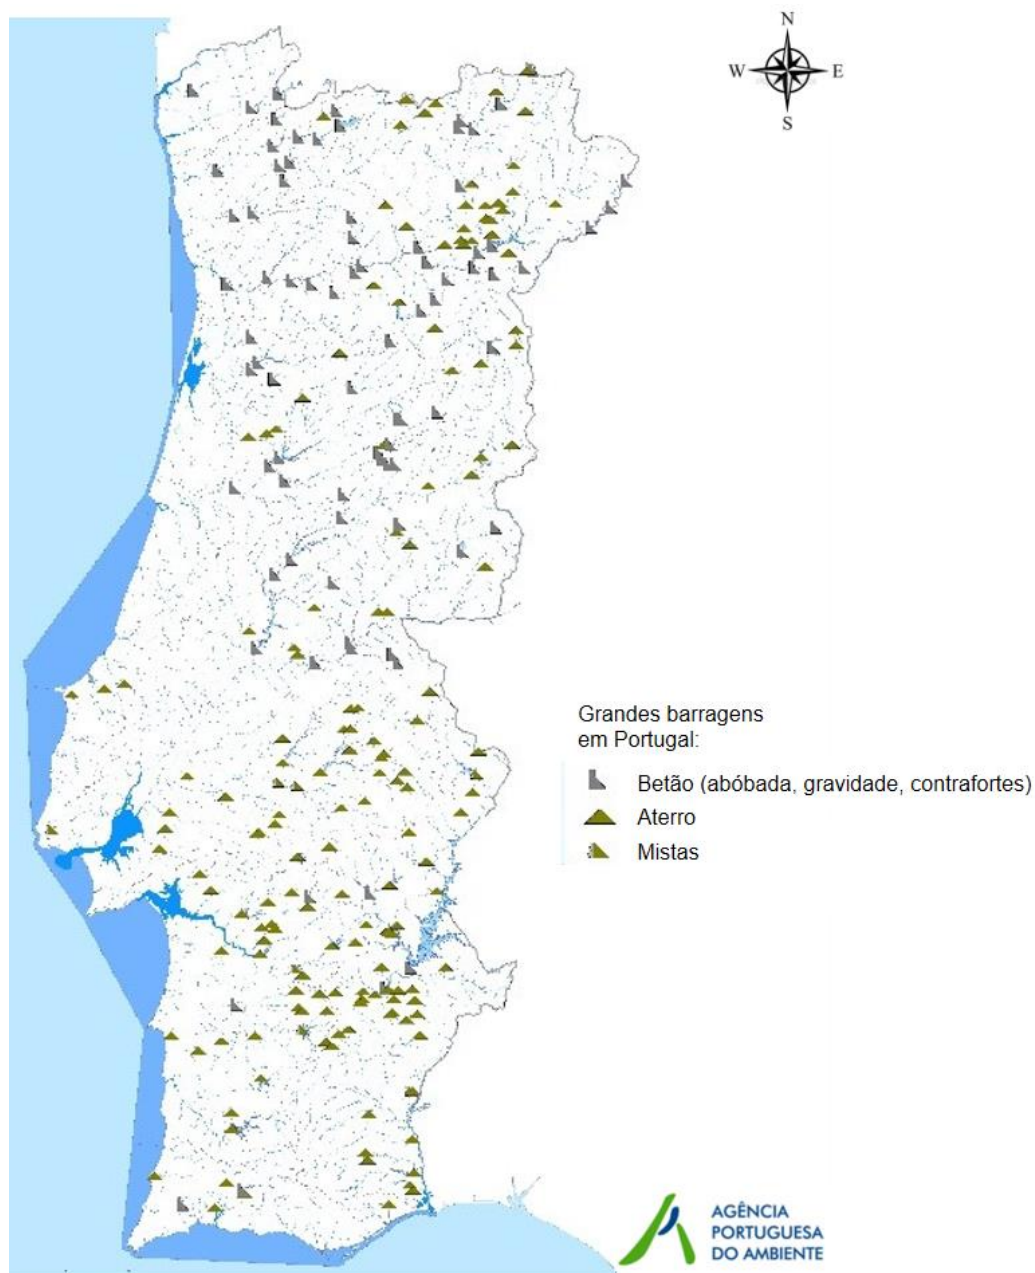 N
W E
S
Grandes barragens
em Portugal:
Betão (abóbada, gravidade, contrafortes)
Aterro
Mistas
AGÊNCIA
PORTUGUESA
DO AMBIENTE